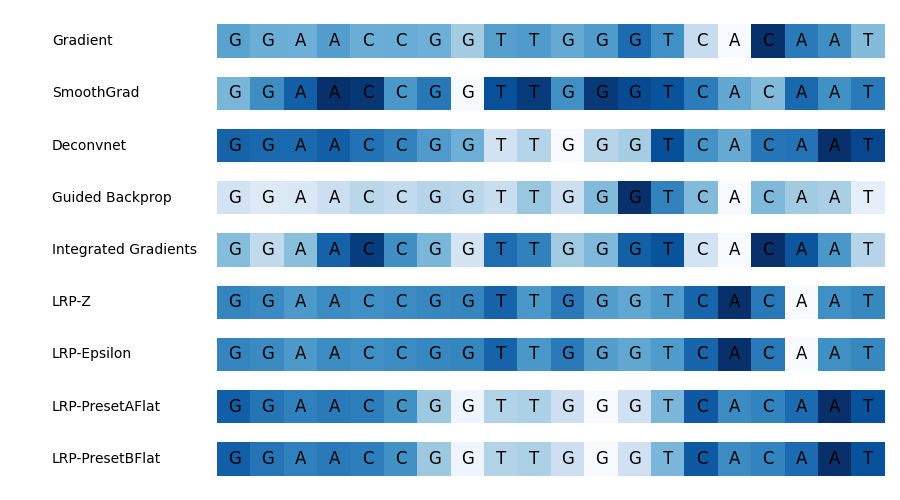 Gradient G G A A C C G G T T G G G T C A C A A T
SmoothGrad G G A A C C G G T T G G G T C A C A A T
Deconvnet G G A A C C G G T T G G G T C A C A A T
Guided Backprop G G A A C C G G T T G G G T C A C A A T
Integrated Gradients G G A A C C G G T T G G G T C A C A A T
LRP-Z G G A A C C G G T T G G G T C A C A A T
LRP-Epsilon G G A A C C G G T T G G G T C A C A A T
LRP-PresetAFlat G G A A C C G G T T G G G T C A C A A T
LRP-PresetBFlat G G A A C C G G T T G G G T C A C A A T